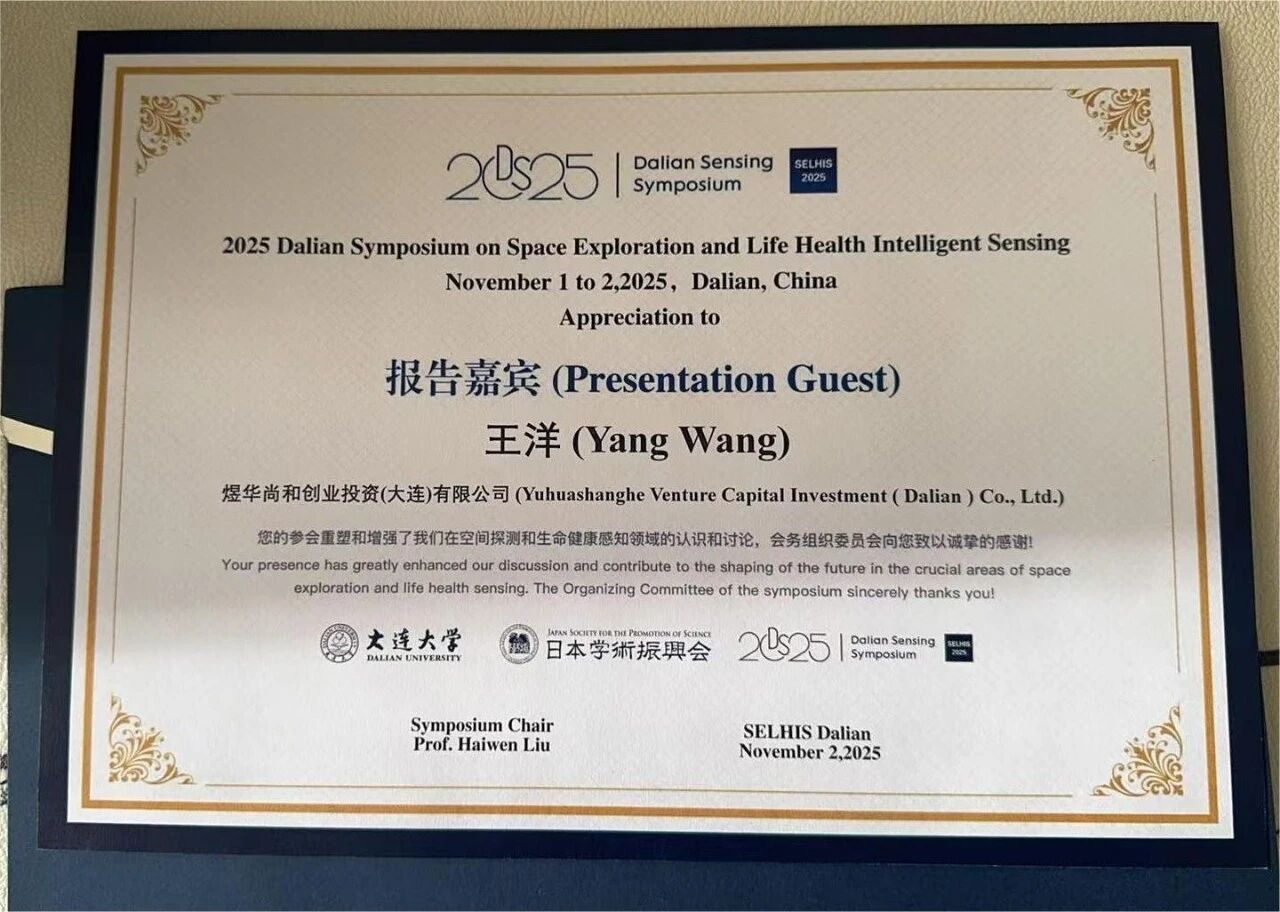 2025 DS Dalian Sensing Symposium SELHIS 2025
2025 Dalian Symposium on Space Exploration and Life Health Intelligent Sensing
November 1 to 2,2025，Dalian, China
Appreciation to
报告嘉宾 (Presentation Guest)
王洋 (Yang Wang)
煜华尚和创业投资(大连)有限公司 (Yuhuashanghe Venture Capital Investment ( Dalian ) Co., Ltd.)
您的参会重塑和增强了我们在空间探测和生命健康感知领域的认识和讨论，会务组织委员会向您致以诚挚的感谢!
Your presence has greatly enhanced our discussion and contribute to the shaping of the future in the crucial areas of space
exploration and life health sensing. The Organizing Committee of the symposium sincerely thanks you!
大连大学 DALIAN UNIVERSITY
JAPAN SOCIETY FOR THE PROMOTION OF SCIENCE
日本学術振興会
2025 DS Dalian Sensing Symposium SELHIS 2025
Symposium Chair
Prof. Haiwen Liu
SELHIS Dalian
November 2,2025